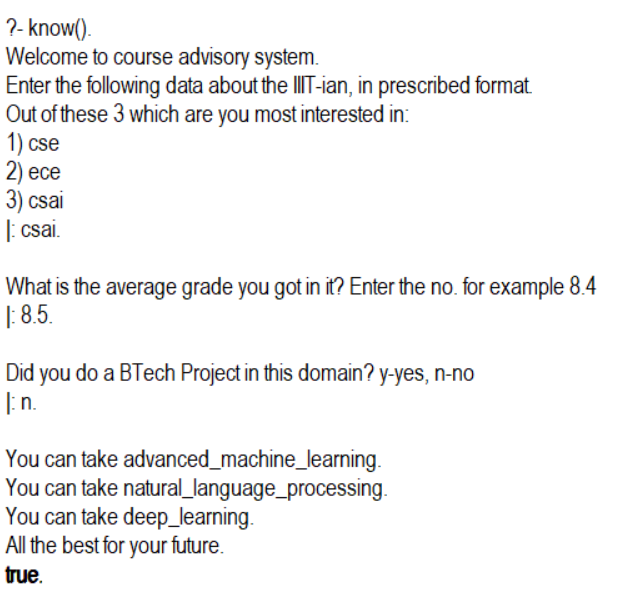 ?- know().
Welcome to course advisory system.
Enter the following data about the IIIT-ian, in prescribed format.
Out of these 3 which are you most interested in:
1) cse
2) ece
3) csai
|: csai.
What is the average grade you got in it? Enter the no. for example 8.4
|: 8.5.
Did you do a BTech Project in this domain? y-yes, n-no
|: n.
You can take advanced_machine_learning.
You can take natural_language_processing.
You can take deep_learning.
All the best for your future.
true.